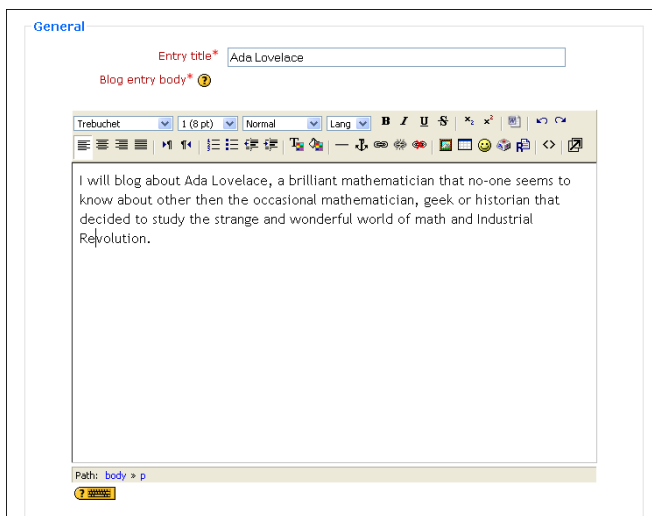 General
Entry title* Ada Lovelace
Blog entry body* ?
Trebuchet 1 (8 pt) Normal Lang B I U S ×₂ ×²
I will blog about Ada Lovelace, a brilliant mathematician that no-one seems to
know about other then the occasional mathematician, geek or historian that
decided to study the strange and wonderful world of math and Industrial
Revolution.
Path: body » p
?